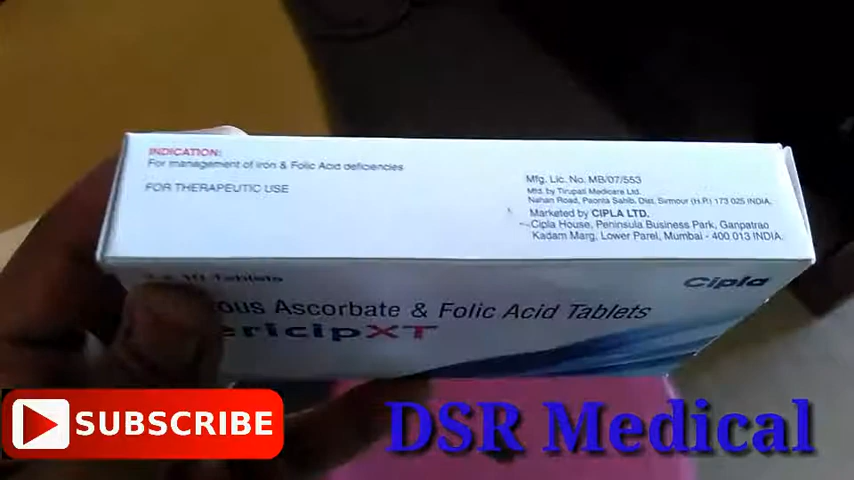 INDICATION:
For management of iron & Folic Acid deficiencies
FOR THERAPEUTIC USE
Mfg. Lic. No. MB/07/553
Mfd. by Tirupati Medicare Ltd.
Nahan Road, Paonta Sahib, Dist. Sirmour (H.P.) 173 025 INDIA.
Marketed by CIPLA LTD.
Cipla House, Peninsula Business Park, Ganpatrao
Kadam Marg, Lower Parel, Mumbai - 400 013 INDIA.
10 Tablets
Cipla
ous Ascorbate & Folic Acid Tablets
ericipXT
SUBSCRIBE
DSR Medical